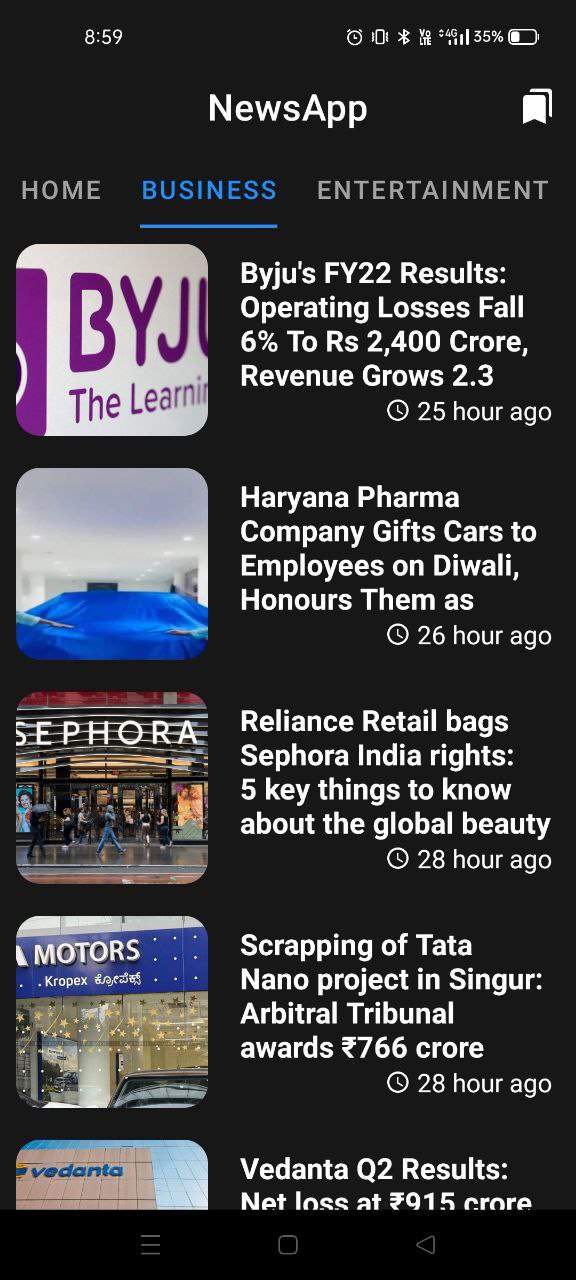 8:59
VO LTE 4G 35%
NewsApp
HOME BUSINESS ENTERTAINMENT
BYJU
The Learnin
Byju's FY22 Results:
Operating Losses Fall
6% To Rs 2,400 Crore,
Revenue Grows 2.3
25 hour ago
Haryana Pharma
Company Gifts Cars to
Employees on Diwali,
Honours Them as
26 hour ago
SEPHORA
Reliance Retail bags
Sephora India rights:
5 key things to know
about the global beauty
28 hour ago
A MOTORS
Kropex ಕ್ರೋಪೆಕ್ಸ್
Scrapping of Tata
Nano project in Singur:
Arbitral Tribunal
awards ₹766 crore
28 hour ago
vedanta
Vedanta Q2 Results:
Net loss at ₹915 crore